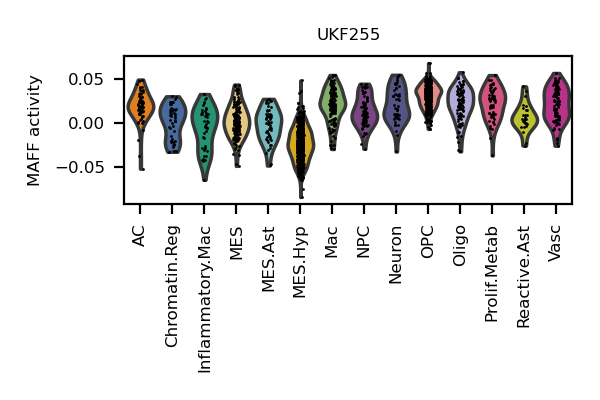 UKF255
MAFF activity
0.05
0.00
−0.05
AC
Chromatin.Reg
Inflammatory.Mac
MES
MES.Ast
MES.Hyp
Mac
NPC
Neuron
OPC
Oligo
Prolif.Metab
Reactive.Ast
Vasc